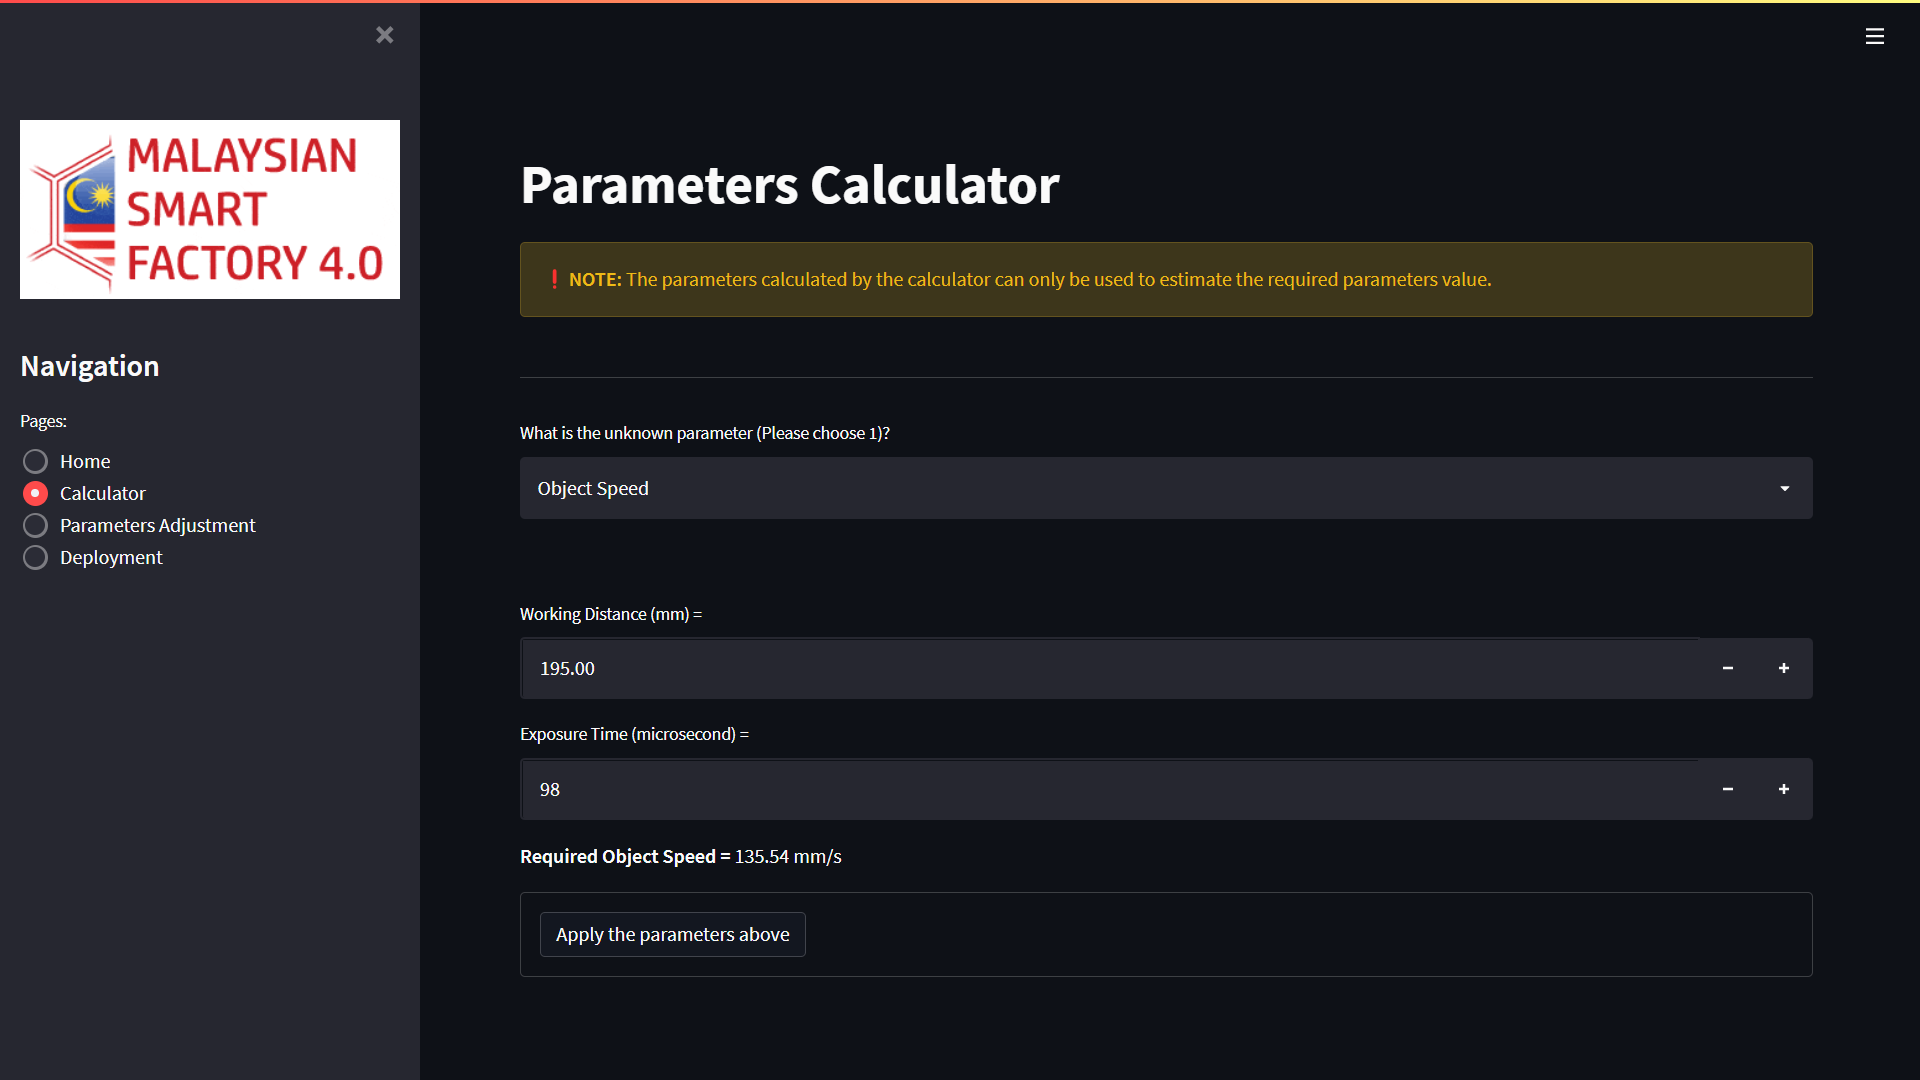 MALAYSIAN
SMART
FACTORY 4.0
Navigation
Pages:
Home
Calculator
Parameters Adjustment
Deployment
Parameters Calculator
❗ NOTE: The parameters calculated by the calculator can only be used to estimate the required parameters value.
What is the unknown parameter (Please choose 1)?
Object Speed
Working Distance (mm) =
195.00
Exposure Time (microsecond) =
98
Required Object Speed = 135.54 mm/s
Apply the parameters above